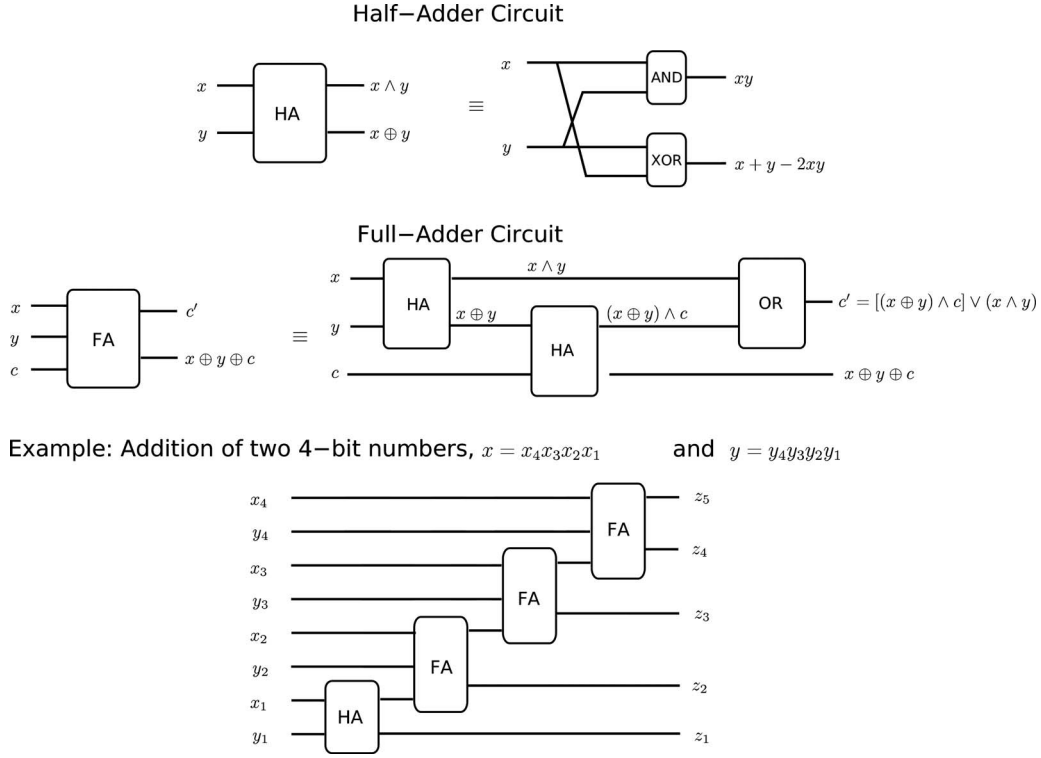 Half−Adder Circuit
x
y
HA
x ∧ y
x ⊕ y
≡
x
y
AND
XOR
xy
x + y − 2xy
Full−Adder Circuit
x
y
c
FA
c′
x ⊕ y ⊕ c
≡
x
y
c
HA
x ∧ y
x ⊕ y
HA
(x ⊕ y) ∧ c
OR
c′ = [(x ⊕ y) ∧ c] ∨ (x ∧ y)
x ⊕ y ⊕ c
Example: Addition of two 4−bit numbers, x = x₄x₃x₂x₁ and y = y₄y₃y₂y₁
x₄
y₄
x₃
y₃
x₂
y₂
x₁
y₁
HA
FA
FA
FA
z₅
z₄
z₃
z₂
z₁